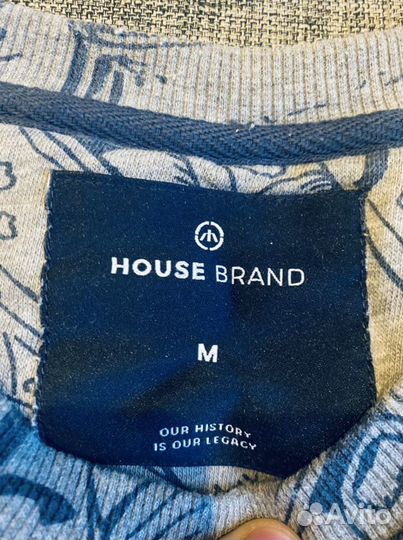 HOUSE BRAND
M
OUR HISTORY
IS OUR LEGACY
Avito